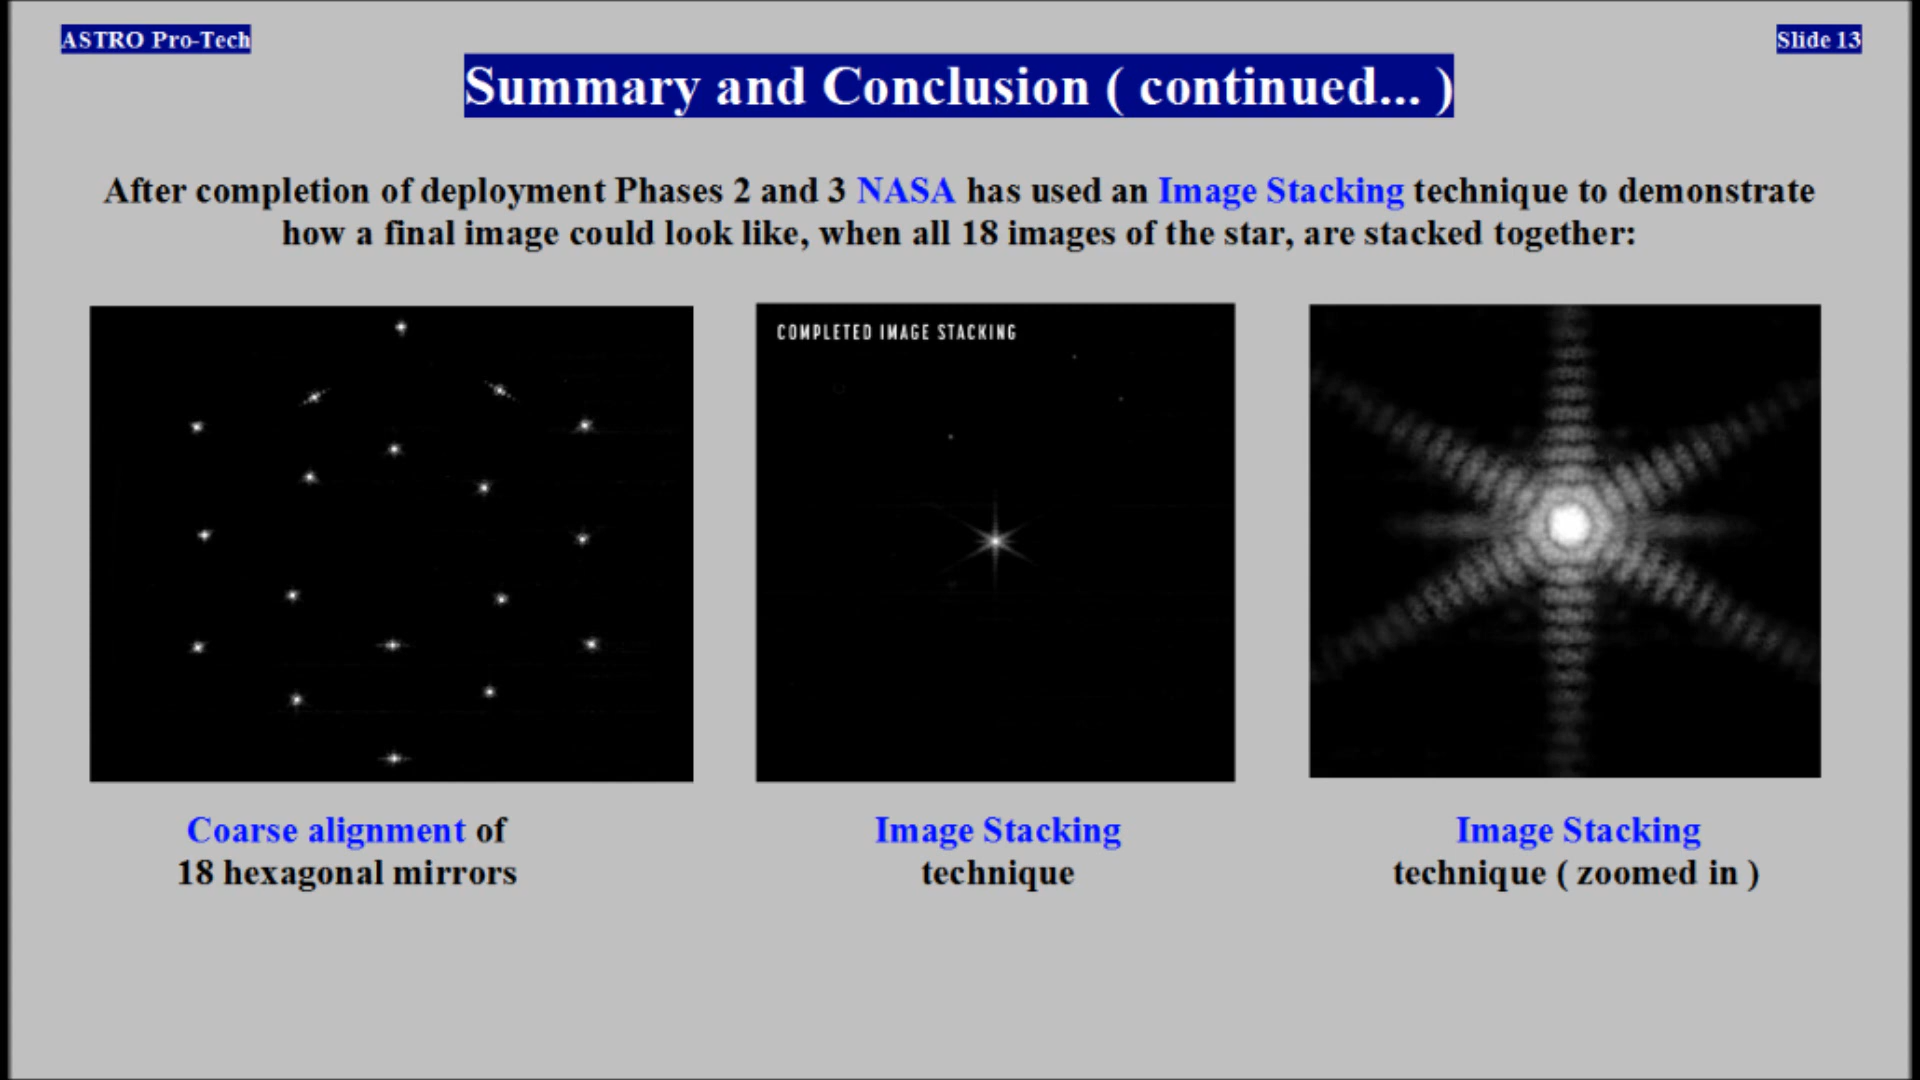 ASTRO Pro-Tech
Slide 13
Summary and Conclusion ( continued... )
After completion of deployment Phases 2 and 3 NASA has used an Image Stacking technique to demonstrate
how a final image could look like, when all 18 images of the star, are stacked together:
COMPLETED IMAGE STACKING
Coarse alignment of
18 hexagonal mirrors
Image Stacking
technique
Image Stacking
technique ( zoomed in )